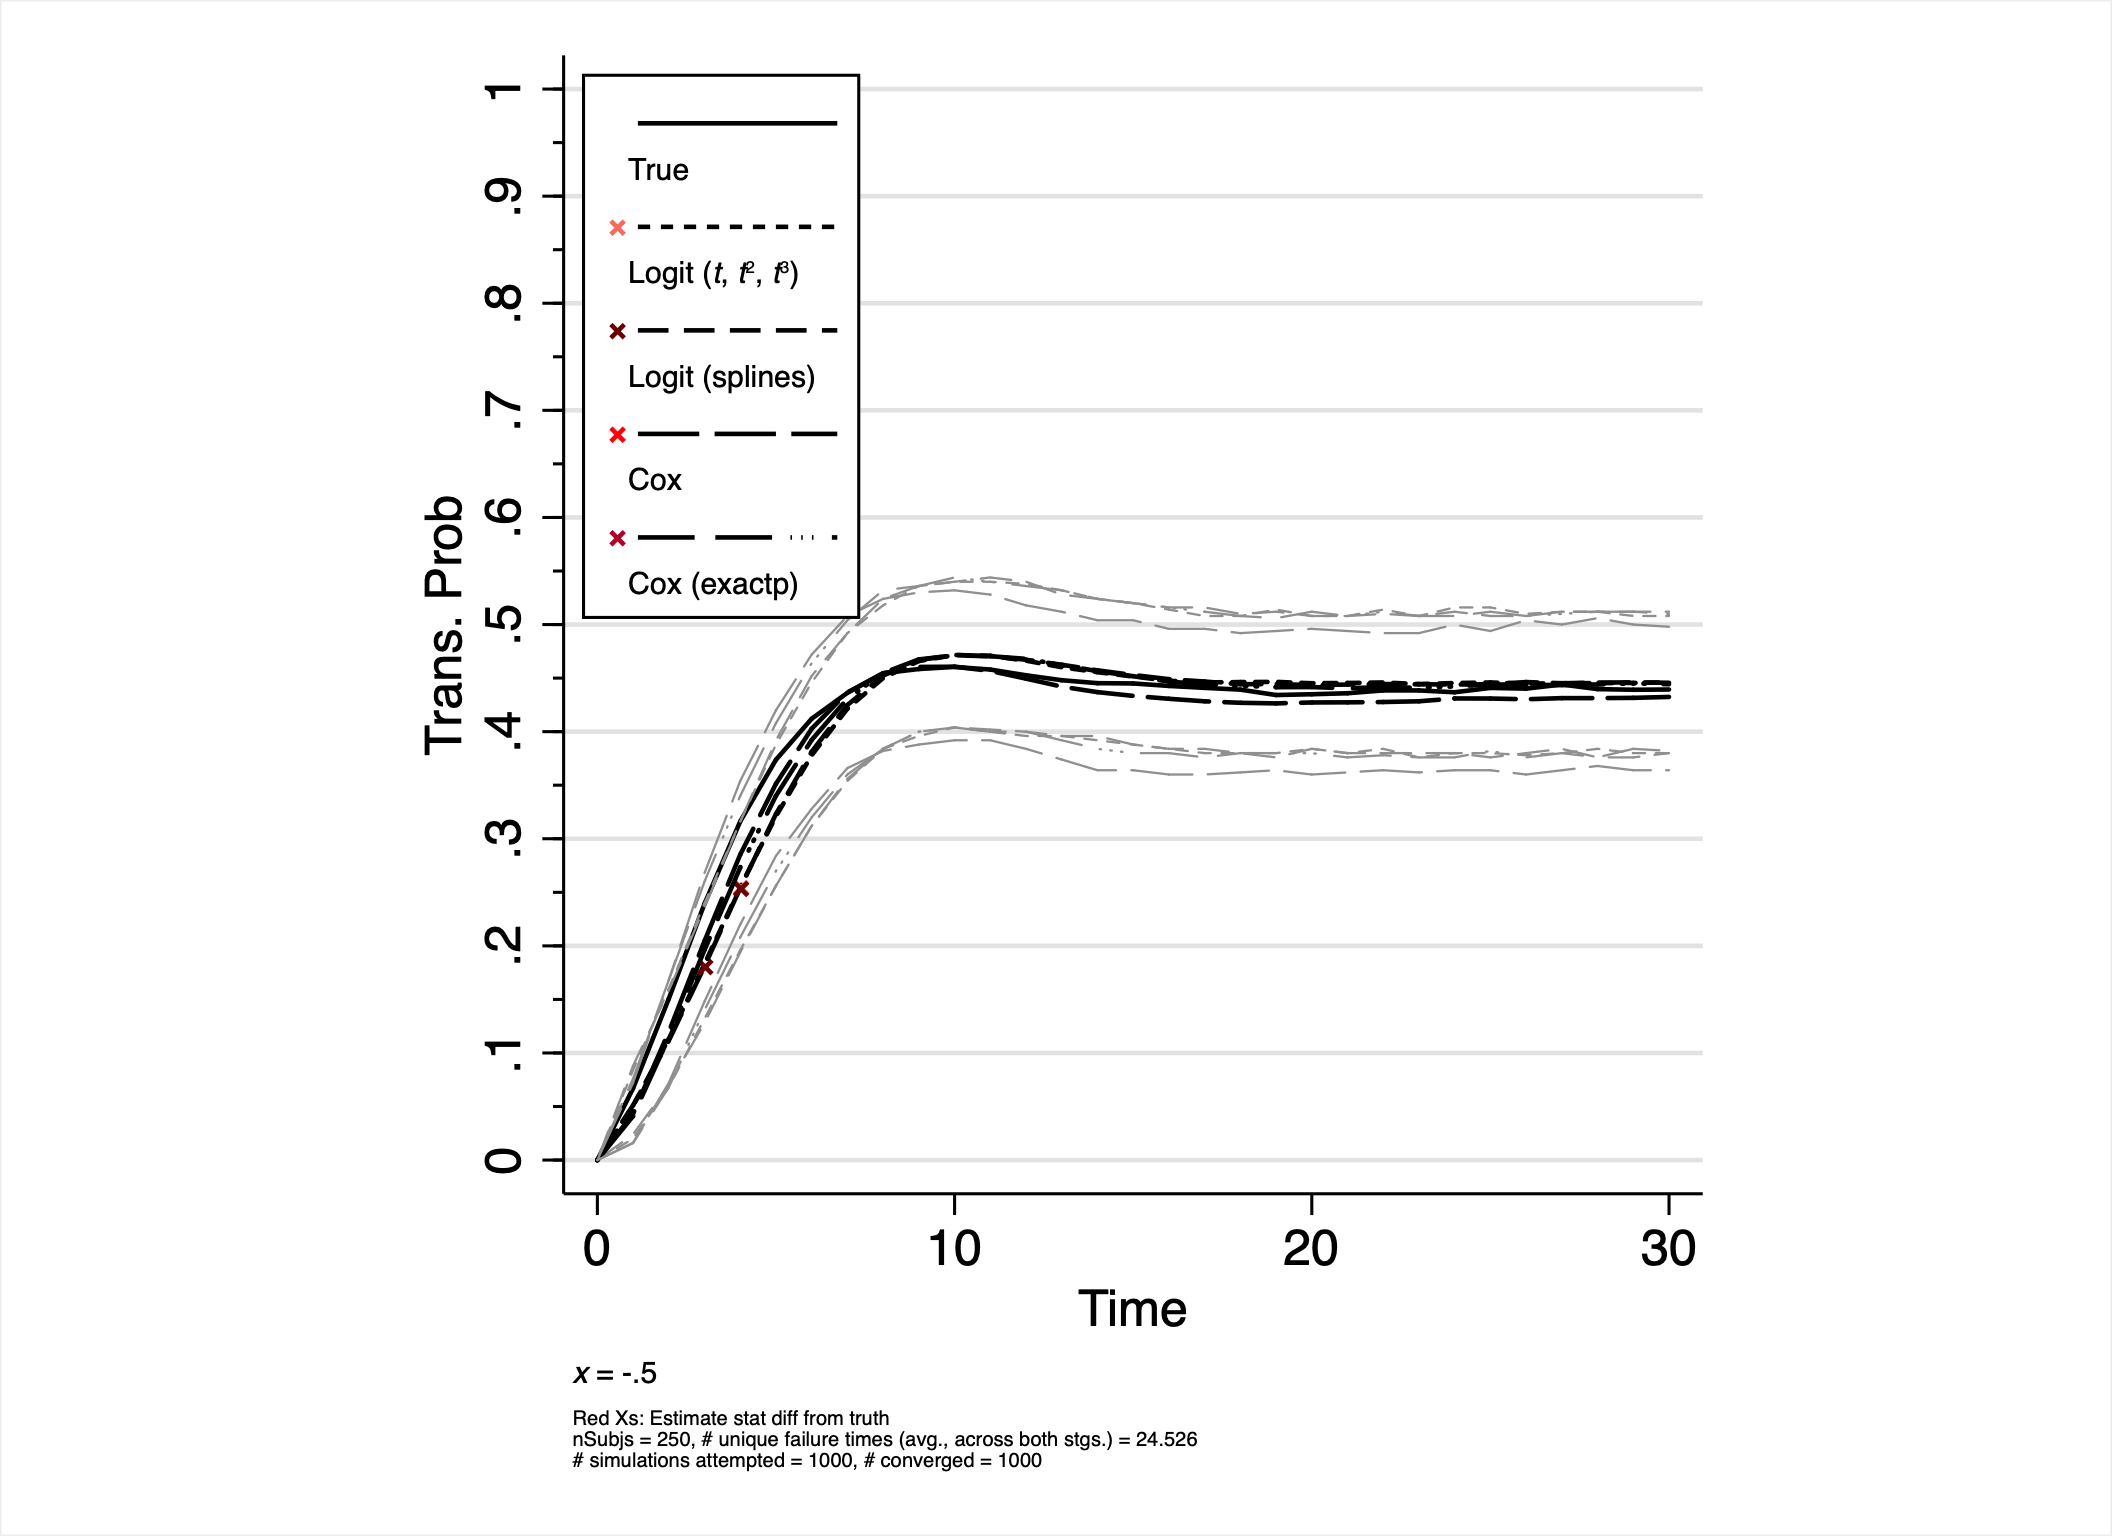 True
Logit (t, t², t³)
Logit (splines)
Cox
Cox (exactp)
Trans. Prob
1
.9
.8
.7
.6
.5
.4
.3
.2
.1
0
0 10 20 30
Time
x = -.5
Red Xs: Estimate stat diff from truth
nSubjs = 250, # unique failure times (avg., across both stgs.) = 24.526
# simulations attempted = 1000, # converged = 1000